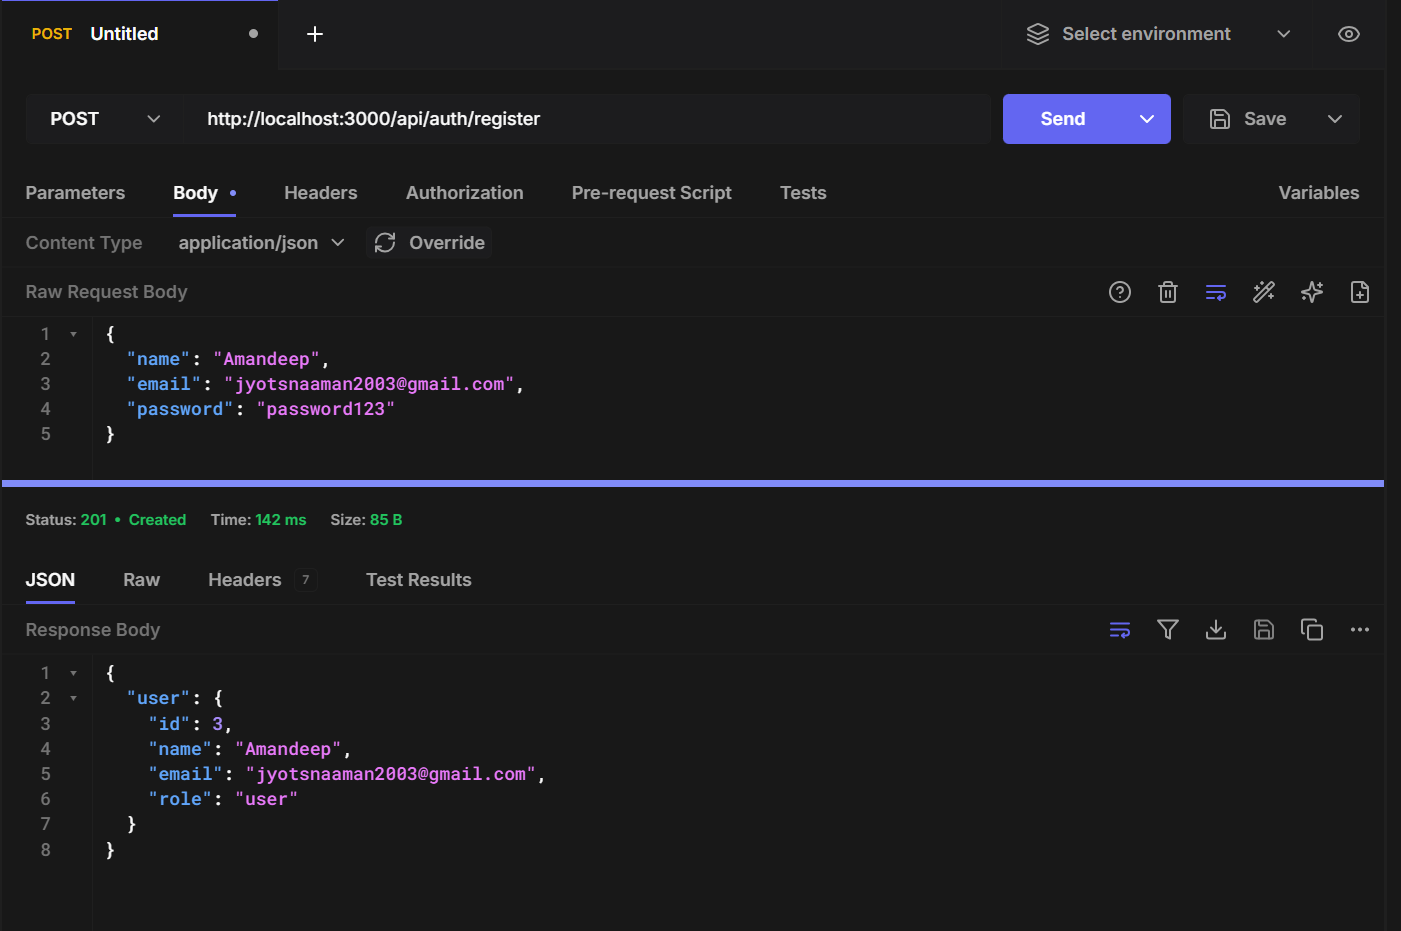 POST Untitled
Select environment
POST http://localhost:3000/api/auth/register Send Save
Parameters Body Headers Authorization Pre-request Script Tests Variables
Content Type application/json Override
Raw Request Body
1 {
2 "name": "Amandeep",
3 "email": "jyotsnaaman2003@gmail.com",
4 "password": "password123"
5 }
Status: 201 • Created Time: 142 ms Size: 85 B
JSON Raw Headers 7 Test Results
Response Body
1 {
2 "user": {
3 "id": 3,
4 "name": "Amandeep",
5 "email": "jyotsnaaman2003@gmail.com",
6 "role": "user"
7 }
8 }